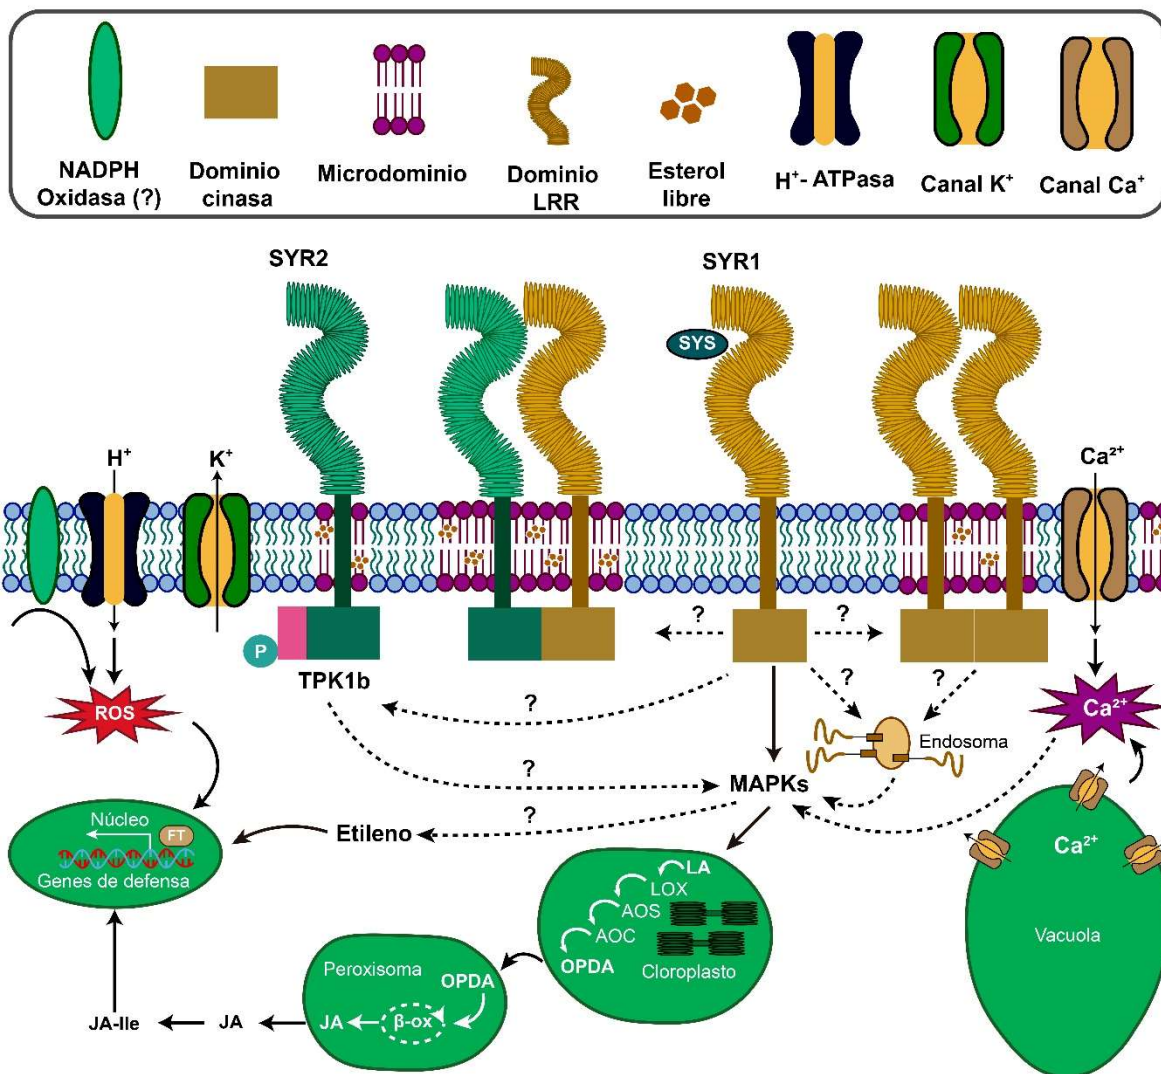 NADPH
Oxidasa (?)
Dominio
cinasa
Microdominio
Dominio
LRR
Esterol
libre
H⁺- ATPasa
Canal K⁺
Canal Ca⁺
SYR2
SYR1
SYS
H⁺
K⁺
Ca²⁺
?
?
P
TPK1b
?
?
?
ROS
Ca²⁺
Endosoma
?
MAPKs
?
Etileno
Núcleo
FT
Genes de defensa
Ca²⁺
Vacuola
LA
LOX
AOS
AOC
OPDA
Cloroplasto
Peroxisoma
OPDA
β-ox
JA
JA
JA-Ile